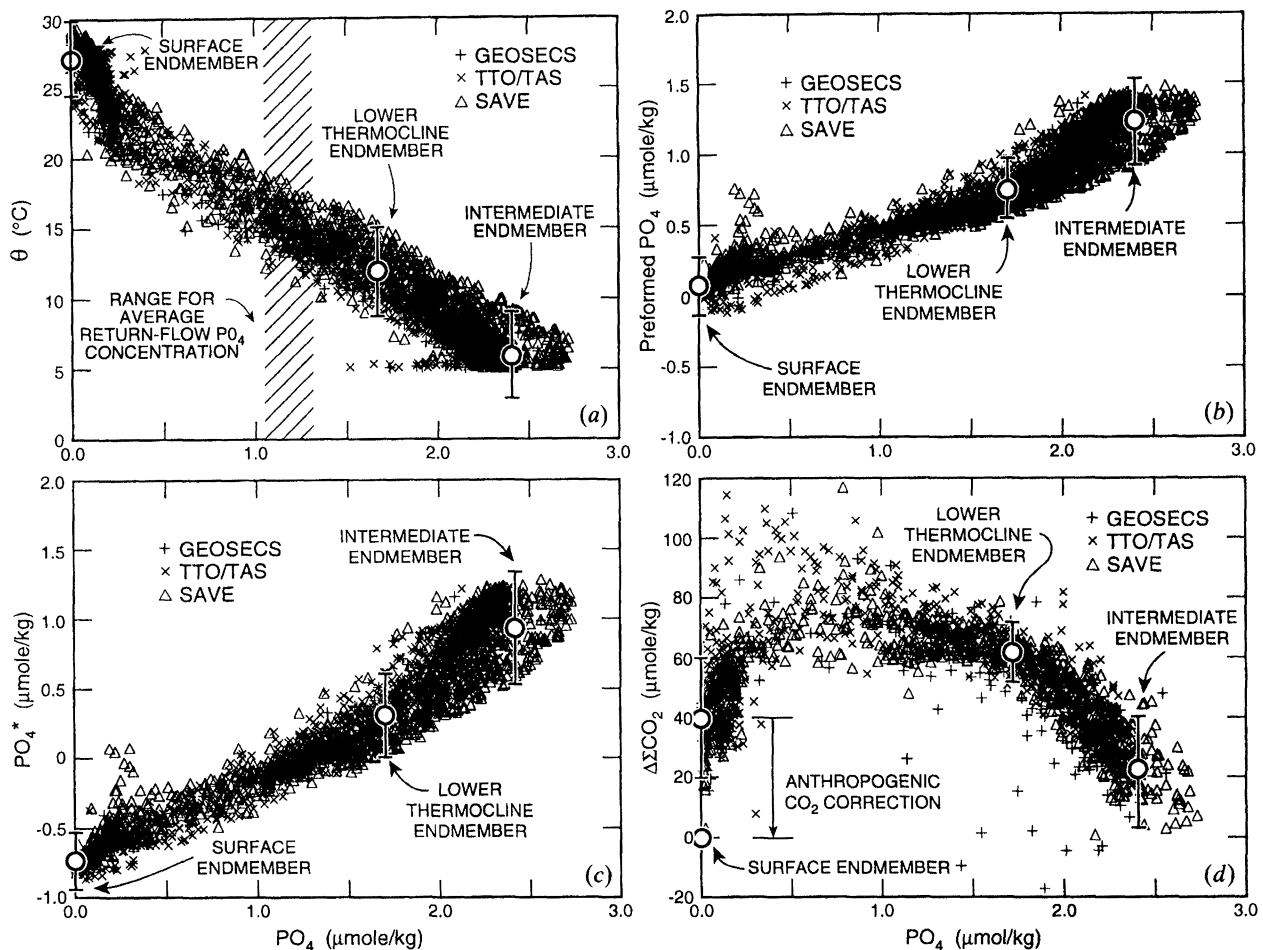 30
25
20
15
10
5
0
θ (°C)
SURFACE
ENDMEMBER
+ GEOSECS
× TTO/TAS
△ SAVE
LOWER
THERMOCLINE
ENDMEMBER
INTERMEDIATE
ENDMEMBER
RANGE FOR
AVERAGE
RETURN-FLOW PO₄
CONCENTRATION
(a)
0.0 1.0 2.0 3.0
2.0
1.5
1.0
0.5
0
-0.5
-1.0
Preformed PO₄ (μmole/kg)
+ GEOSECS
× TTO/TAS
△ SAVE
INTERMEDIATE
ENDMEMBER
LOWER
THERMOCLINE
ENDMEMBER
SURFACE
ENDMEMBER
(b)
0.0 1.0 2.0 3.0
2.0
1.5
1.0
0.5
0
-0.5
-1.0
PO₄* (μmole/kg)
INTERMEDIATE
ENDMEMBER
+ GEOSECS
× TTO/TAS
△ SAVE
LOWER
THERMOCLINE
ENDMEMBER
SURFACE
ENDMEMBER
(c)
0.0 1.0 2.0 3.0
PO₄ (μmole/kg)
120
100
80
60
40
20
0
-20
ΔΣCO₂ (μmole/kg)
LOWER
THERMOCLINE
ENDMEMBER
+ GEOSECS
× TTO/TAS
△ SAVE
INTERMEDIATE
ENDMEMBER
ANTHROPOGENIC
CO₂ CORRECTION
SURFACE ENDMEMBER
(d)
0.0 1.0 2.0 3.0
PO₄ (μmol/kg)